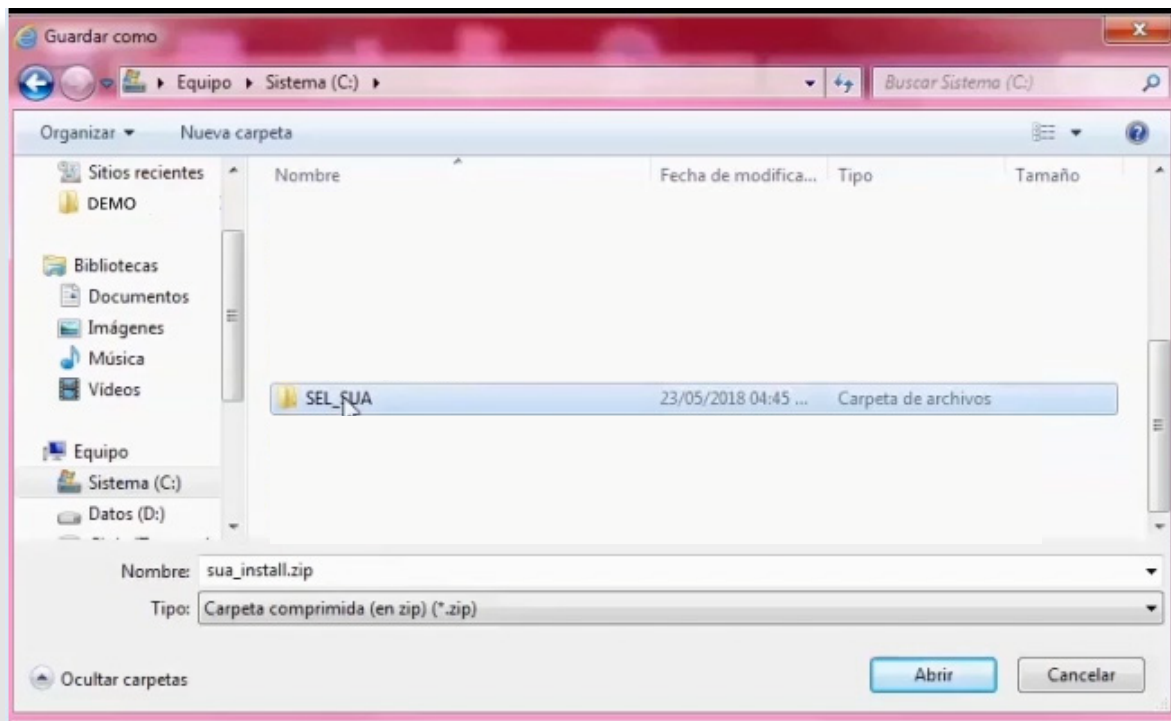 Guardar como
Equipo Sistema (C:)
Buscar Sistema (C:)
Organizar Nueva carpeta
Sitios recientes
DEMO
Bibliotecas
Documentos
Imágenes
Música
Vídeos
Equipo
Sistema (C:)
Datos (D:)
Nombre Fecha de modifica... Tipo Tamaño
SEL_SUA 23/05/2018 04:45 ... Carpeta de archivos
Nombre: sua_install.zip
Tipo: Carpeta comprimida (en zip) (*.zip)
Ocultar carpetas
Abrir Cancelar